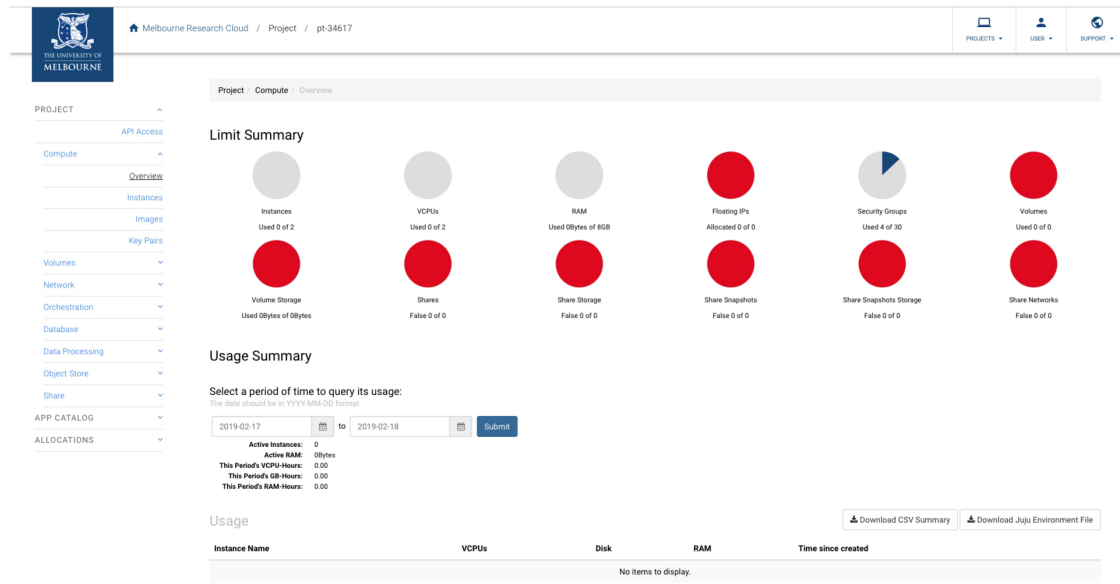 THE UNIVERSITY OF
MELBOURNE
Melbourne Research Cloud / Project / pt-34617
PROJECTS
USER
SUPPORT
PROJECT
API Access
Compute
Overview
Instances
Images
Key Pairs
Volumes
Network
Orchestration
Database
Data Processing
Object Store
Share
APP CATALOG
ALLOCATIONS
Project / Compute / Overview
Limit Summary
Instances
Used 0 of 2
VCPUs
Used 0 of 2
RAM
Used 0Bytes of 8GB
Floating IPs
Allocated 0 of 0
Security Groups
Used 4 of 30
Volumes
Used 0 of 0
Volume Storage
Used 0Bytes of 0Bytes
Shares
False 0 of 0
Share Storage
False 0 of 0
Share Snapshots
False 0 of 0
Share Snapshots Storage
False 0 of 0
Share Networks
False 0 of 0
Usage Summary
Select a period of time to query its usage:
The date should be in YYYY-MM-DD format.
2019-02-17 to 2019-02-18 Submit
Active Instances: 0
Active RAM: 0Bytes
This Period's VCPU-Hours: 0.00
This Period's GB-Hours: 0.00
This Period's RAM-Hours: 0.00
Usage
Download CSV Summary
Download Juju Environment File
Instance Name VCPUs Disk RAM Time since created
No items to display.